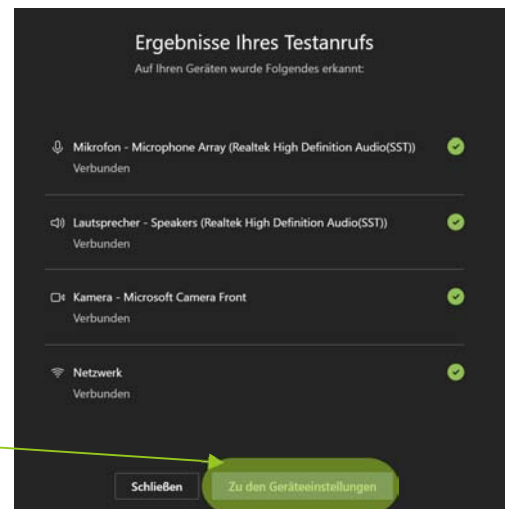 Ergebnisse Ihres Testanrufs
Auf Ihren Geräten wurde Folgendes erkannt:
Mikrofon - Microphone Array (Realtek High Definition Audio(SST))
Verbunden
Lautsprecher - Speakers (Realtek High Definition Audio(SST))
Verbunden
Kamera - Microsoft Camera Front
Verbunden
Netzwerk
Verbunden
Schließen Zu den Geräteeinstellungen